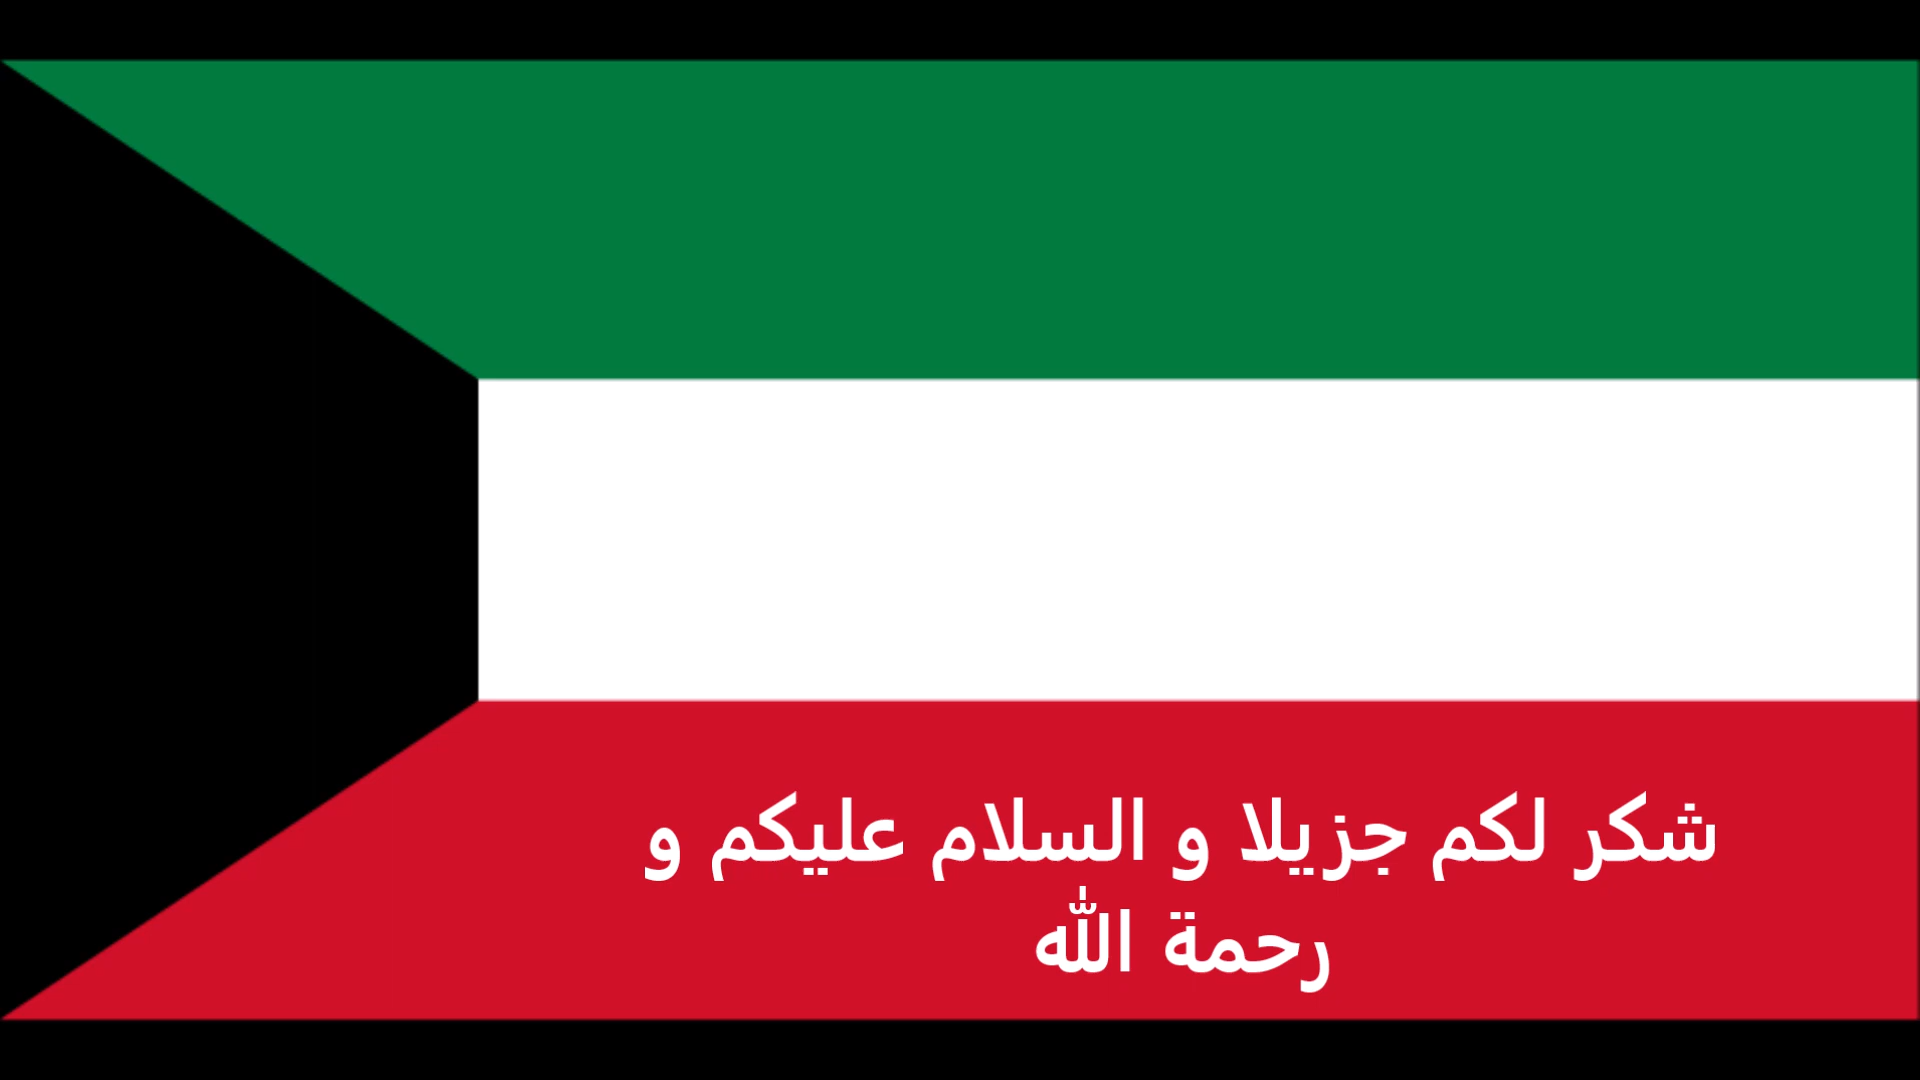 شكر لكم جزيلا و السلام عليكم و
رحمة الله